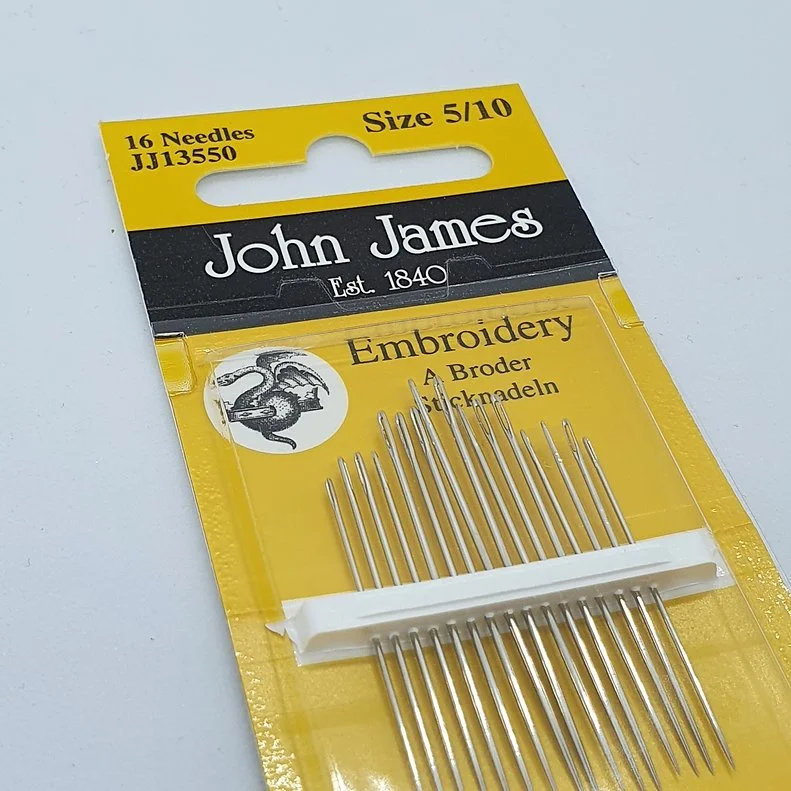 16 Needles
JJ13550
Size 5/10
John James
Est. 1840
Embroidery
A Broder
Sticknadeln